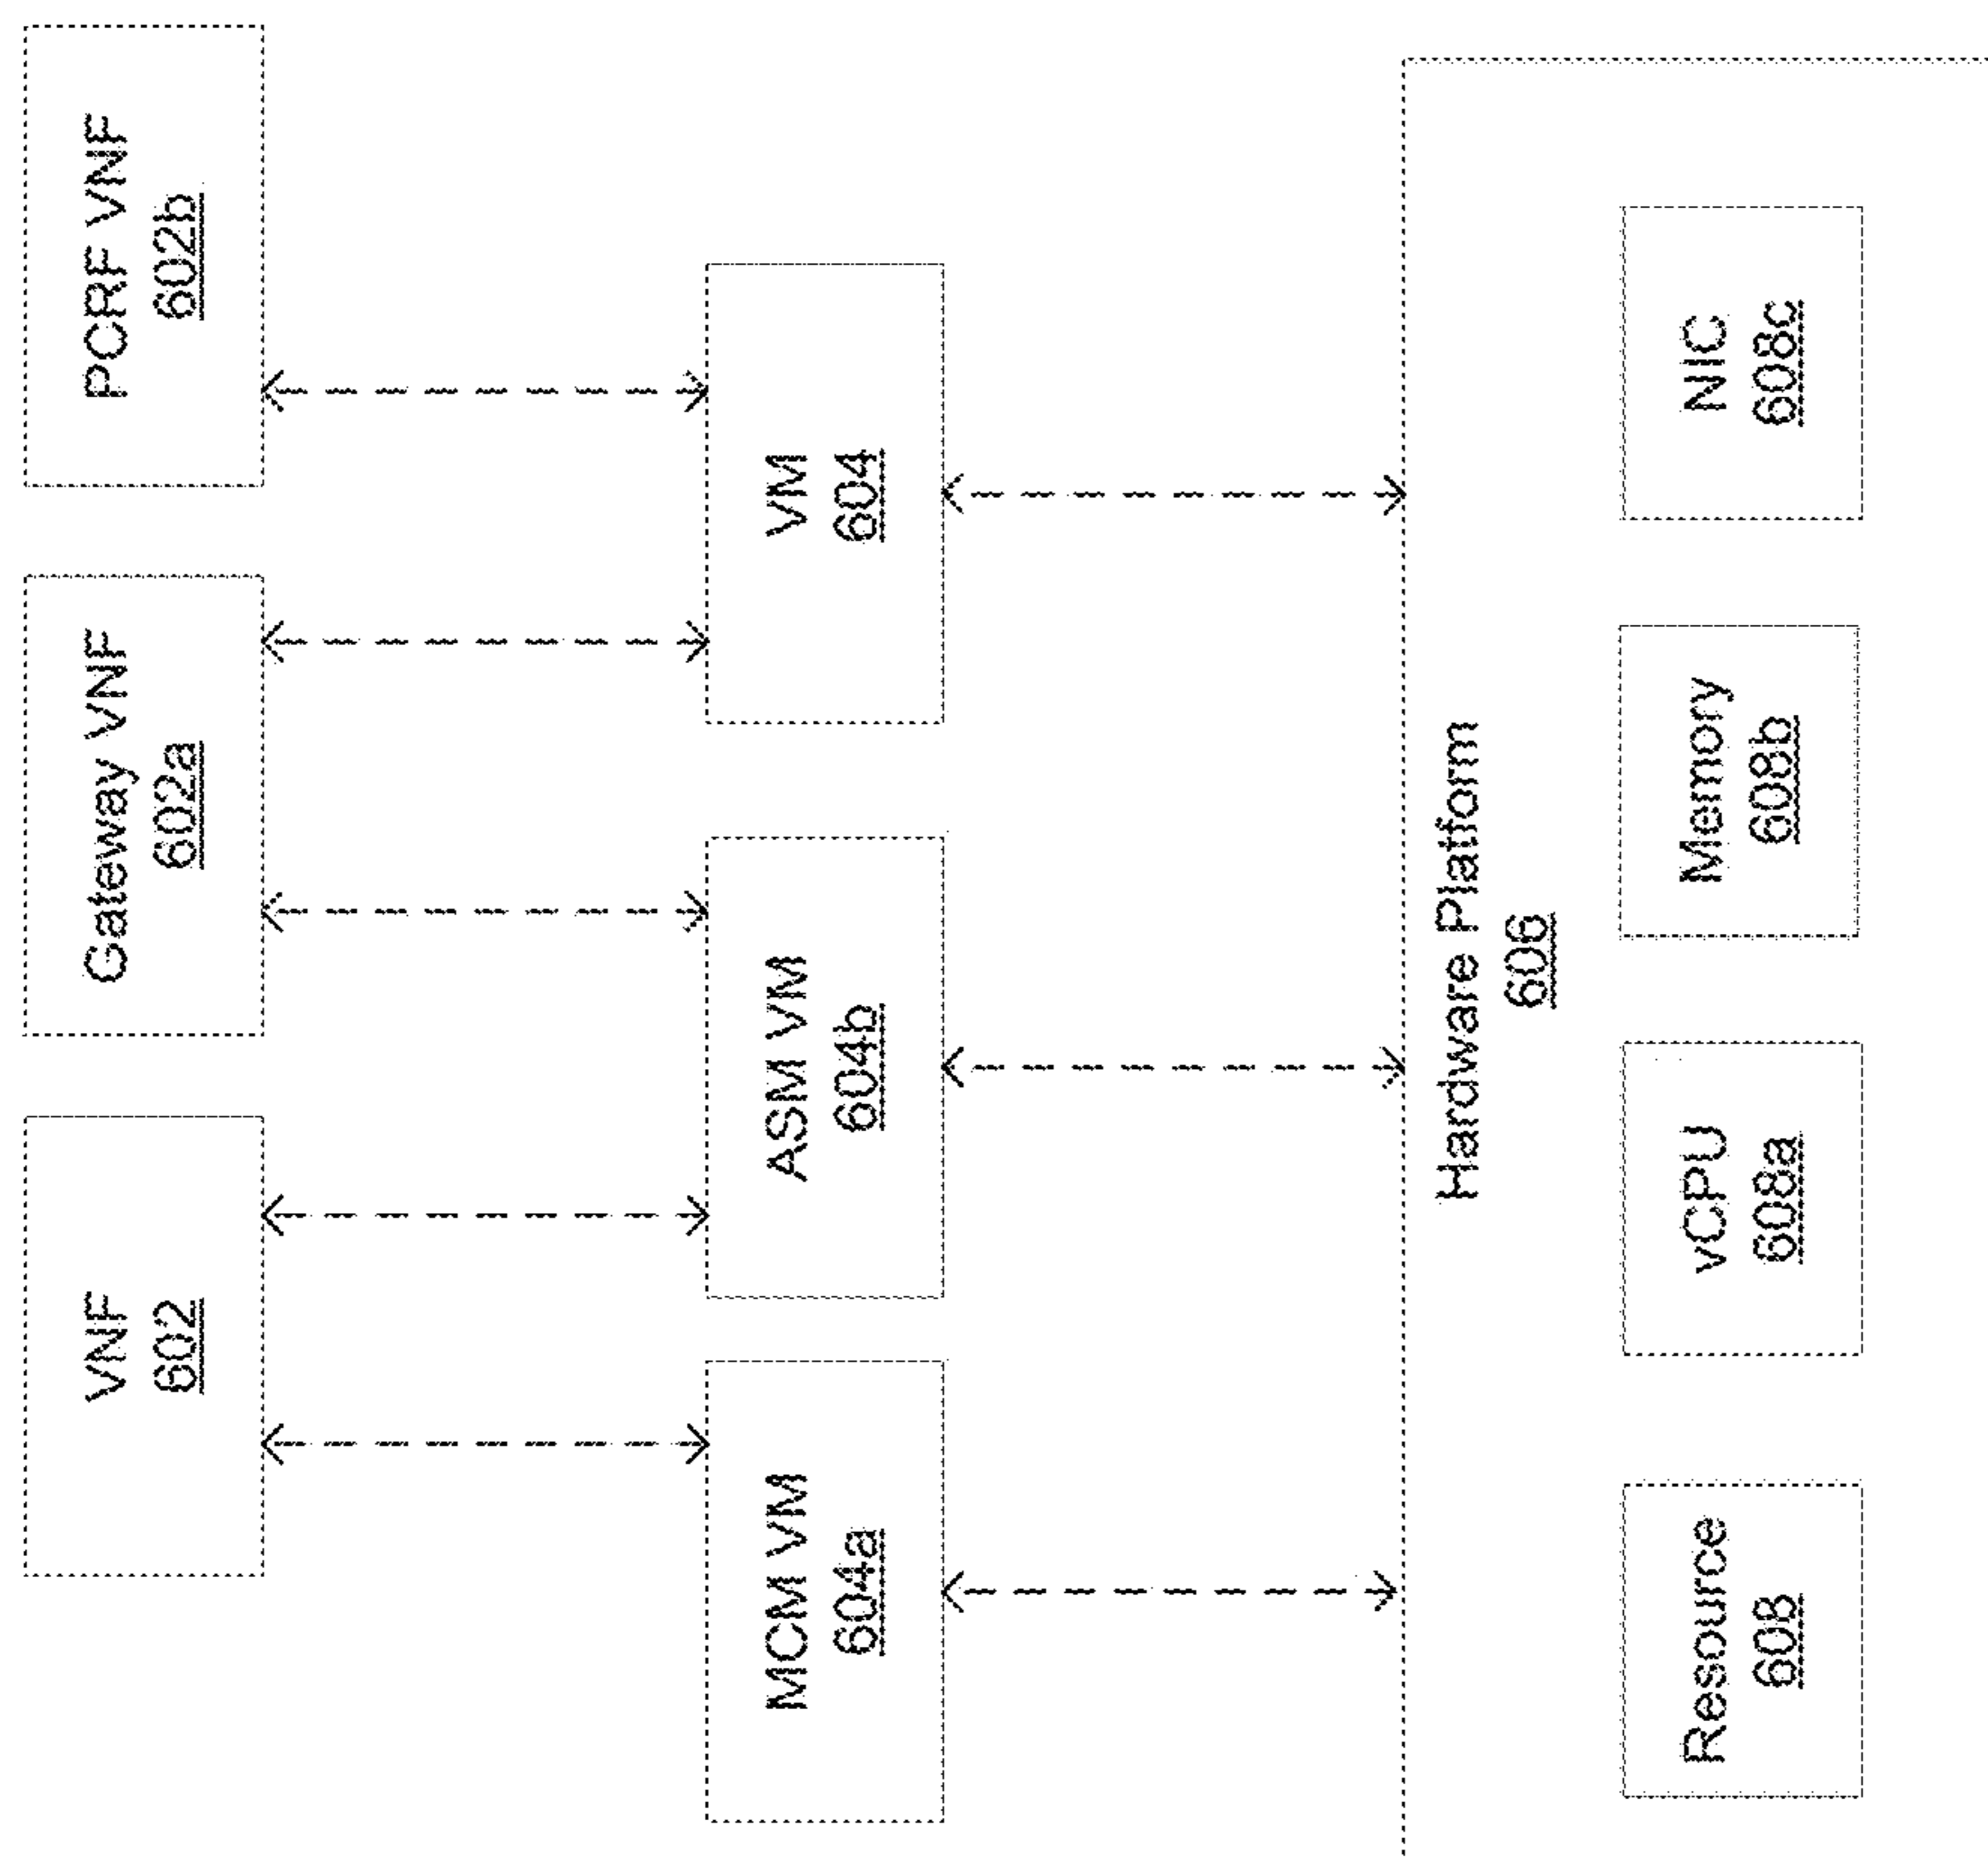 VNF
602
Gateway VNF
602a
PCRF VNF
602b
MCM VM
604a
ASM VM
604b
VM
604
Hardware Platform
606
Resource
608
vCPU
608a
Memory
608b
NIC
608c